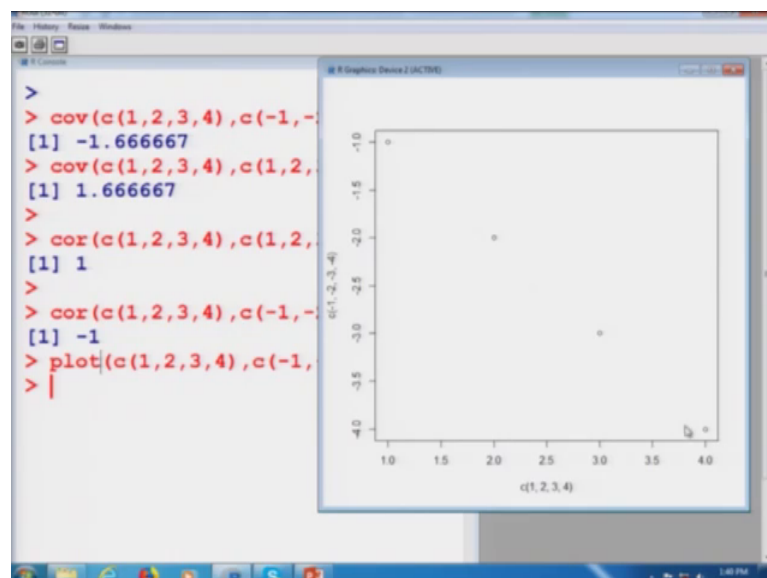 File History Resize Windows
R Console
R Graphics: Device 2 (ACTIVE)
>
> cov(c(1,2,3,4),c(-1,-
[1] -1.666667
> cov(c(1,2,3,4),c(1,2,
[1] 1.666667
>
> cor(c(1,2,3,4),c(1,2,
[1] 1
>
> cor(c(1,2,3,4),c(-1,-
[1] -1
> plot(c(1,2,3,4),c(-1,-
>
c(-1, -2, -3, -4)
-1.0
-1.5
-2.0
-2.5
-3.0
-3.5
-4.0
1.0 1.5 2.0 2.5 3.0 3.5 4.0
c(1, 2, 3, 4)
1:40 PM